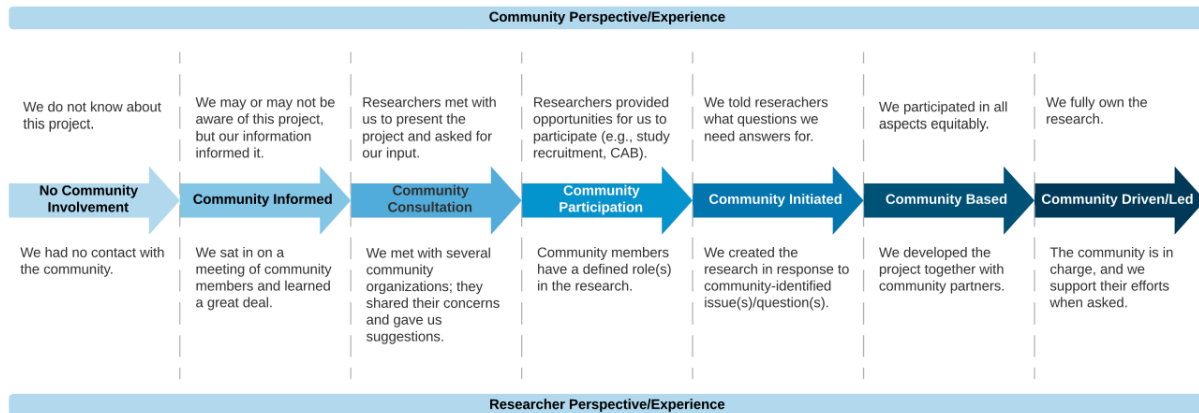 Community Perspective/Experience
We do not know about
this project.
We may or may not be
aware of this project,
but our information
informed it.
Researchers met with
us to present the
project and asked for
our input.
Researchers provided
opportunities for us to
participate (e.g., study
recruitment, CAB).
We told reserachers
what questions we
need answers for.
We participated in all
aspects equitably.
We fully own the
research.
No Community
Involvement
Community Informed
Community
Consultation
Community
Participation
Community Initiated
Community Based
Community Driven/Led
We had no contact with
the community.
We sat in on a
meeting of community
members and learned
a great deal.
We met with several
community
organizations; they
shared their concerns
and gave us
suggestions.
Community members
have a defined role(s)
in the research.
We created the
research in response to
community-identified
issue(s)/question(s).
We developed the
project together with
community partners.
The community is in
charge, and we
support their efforts
when asked.
Researcher Perspective/Experience